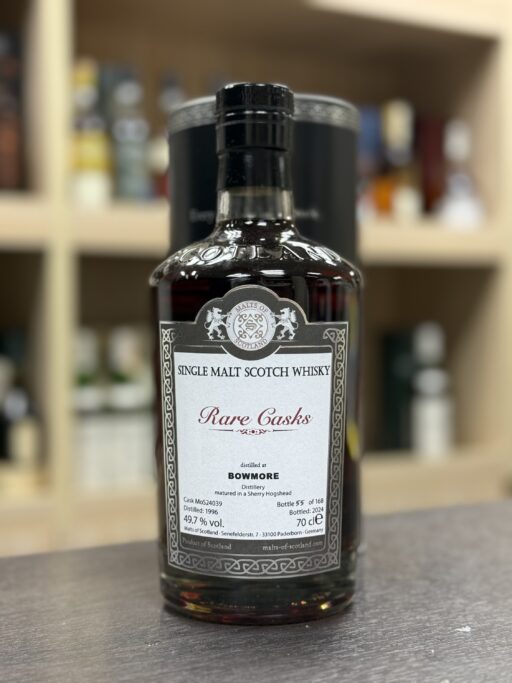 SCOTLAND
MALTS OF
SCOTLAND
SINGLE MALT SCOTCH WHISKY
Rare Casks
distilled at
BOWMORE
Distillery
matured in a Sherry Hogshead
Cask MoS24039 Bottle 55 of 168
Distilled: 1996 Bottled: 2024
49.7 % vol. 70 cl e
Malts of Scotland · Senefelderstr. 7 · 33100 Paderborn · Germany
Product of Scotland malts-of-scotland.com